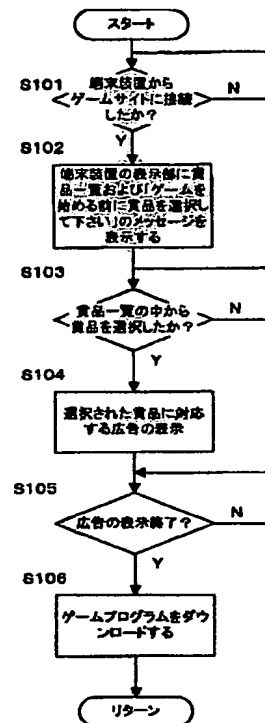 スタート
S101
端末装置から
ゲームサイトに接続
したか?
N
Y
S102
端末装置の表示部に賞
品一覧および「ゲームを
始める前に賞品を選択し
て下さい」のメッセージを
表示する
S103
賞品一覧の中から
賞品を選択したか?
N
Y
S104
選択された賞品に対応
する広告の表示
S105
広告の表示終了?
N
Y
S106
ゲームプログラムをダウ
ンロードする
リターン